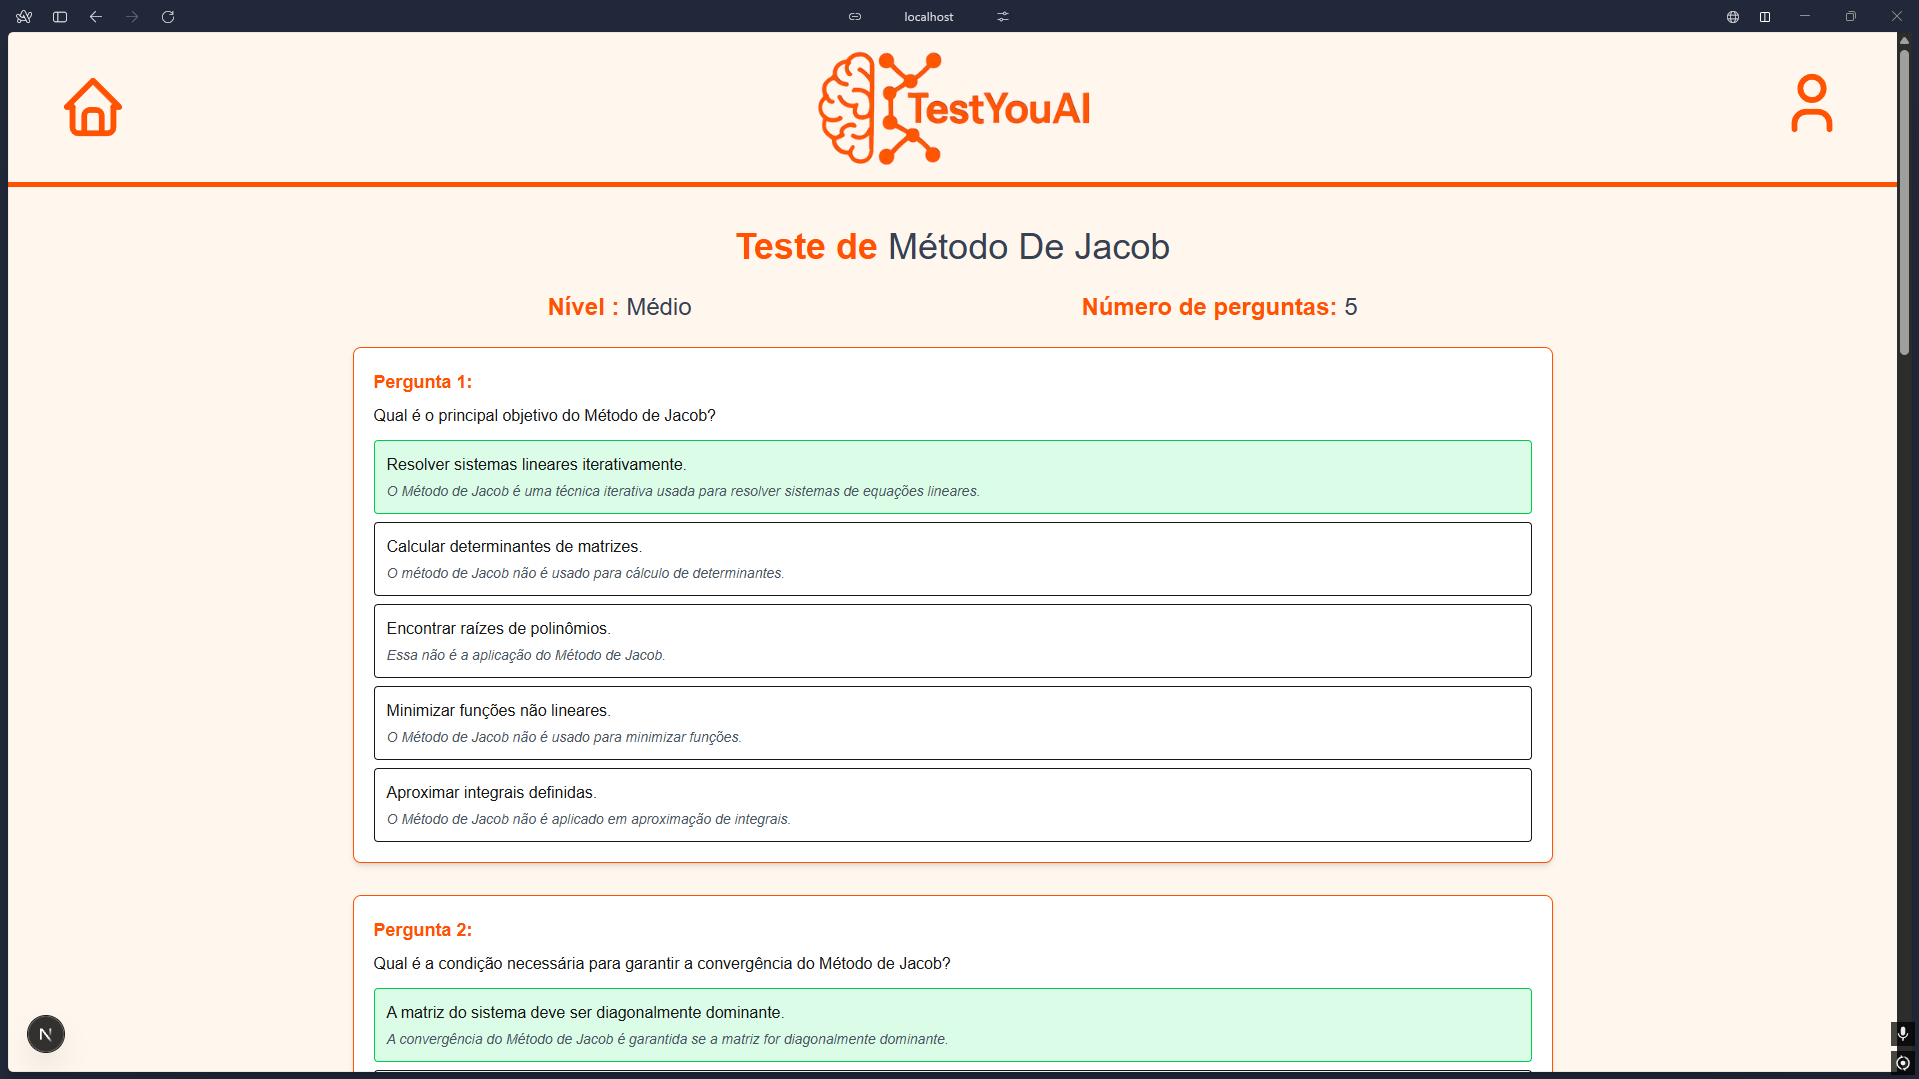 localhost
TestYouAI
Teste de Método De Jacob
Nível : Médio
Número de perguntas: 5
Pergunta 1:
Qual é o principal objetivo do Método de Jacob?
Resolver sistemas lineares iterativamente.
O Método de Jacob é uma técnica iterativa usada para resolver sistemas de equações lineares.
Calcular determinantes de matrizes.
O método de Jacob não é usado para cálculo de determinantes.
Encontrar raízes de polinômios.
Essa não é a aplicação do Método de Jacob.
Minimizar funções não lineares.
O Método de Jacob não é usado para minimizar funções.
Aproximar integrais definidas.
O Método de Jacob não é aplicado em aproximação de integrais.
Pergunta 2:
Qual é a condição necessária para garantir a convergência do Método de Jacob?
A matriz do sistema deve ser diagonalmente dominante.
A convergência do Método de Jacob é garantida se a matriz for diagonalmente dominante.
N